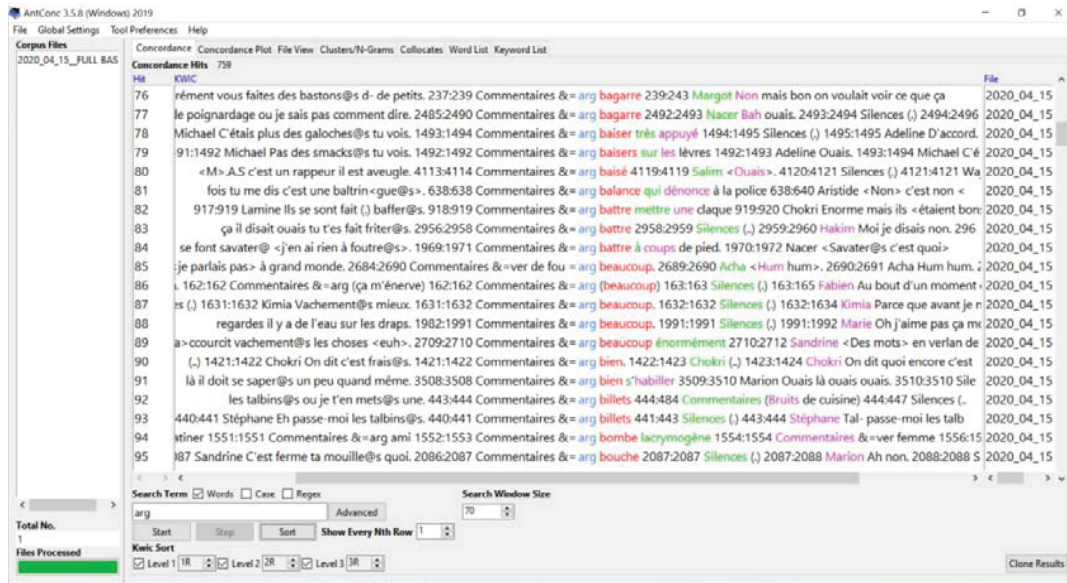 AntConc 3.5.8 (Windows) 2019
File Global Settings Tool Preferences Help
Corpus Files
2020_04_15__FULL BAS
Concordance Concordance Plot File View Clusters/N-Grams Collocates Word List Keyword List
Concordance Hits 759
Hit KWIC File
76 rément vous faites des bastons@s d- de petits. 237:239 Commentaires &= arg bagarre 239:243 Margot Non mais bon on voulait voir ce que ça 2020_04_15
77 le poignardage ou je sais pas comment dire. 2485:2490 Commentaires &= arg bagarre 2492:2493 Nacer Bah ouais. 2493:2494 Silences (.) 2494:2496 2020_04_15
78 Michael C'étais plus des galoches@s tu vois. 1493:1494 Commentaires &= arg baiser très appuyé 1494:1495 Silences (.) 1495:1495 Adeline D'accord. 2020_04_15
79 91:1492 Michael Pas des smacks@s tu vois. 1492:1492 Commentaires &= arg baisers sur les lèvres 1492:1493 Adeline Ouais. 1493:1494 Michael C'é 2020_04_15
80 <M>.A.S c'est un rappeur il est aveugle. 4113:4114 Commentaires &= arg baisé 4119:4119 Salim <Ouais>. 4120:4121 Silences (.) 4121:4121 Wa 2020_04_15
81 fois tu me dis c'est une baltrin<gue@s>. 638:638 Commentaires &= arg balance qui dénonce à la police 638:640 Aristide <Non> c'est non < 2020_04_15
82 917:919 Lamine Ils se sont fait (.) baffer@s. 918:919 Commentaires &= arg battre mettre une claque 919:920 Chokri Enorme mais ils <étaient bon: 2020_04_15
83 ça il disait ouais tu t'es fait friter@s. 2956:2958 Commentaires &= arg battre 2958:2959 Silences (..) 2959:2960 Hakim Moi je disais non. 296 2020_04_15
84 se font savater@ <j'en ai rien à foutre@s>. 1969:1971 Commentaires &= arg battre à coups de pied. 1970:1972 Nacer <Savater@s c'est quoi> 2020_04_15
85 je parlais pas> à grand monde. 2684:2690 Commentaires &=ver de fou = arg beaucoup. 2689:2690 Acha <Hum hum>. 2690:2691 Acha Hum hum. 2 2020_04_15
86 . 162:162 Commentaires &=arg (ça m'énerve) 162:162 Commentaires &= arg (beaucoup) 163:163 Silences (.) 163:165 Fabien Au bout d'un moment 2020_04_15
87 es (.) 1631:1632 Kimia Vachement@s mieux. 1631:1632 Commentaires &= arg beaucoup. 1632:1632 Silences (.) 1632:1634 Kimia Parce que avant je n 2020_04_15
88 regardes il y a de l'eau sur les draps. 1982:1991 Commentaires &= arg beaucoup. 1991:1991 Silences (.) 1991:1992 Marie Oh j'aime pas ça mo 2020_04_15
89 a>ccourcit vachement@s les choses <euh>. 2709:2710 Commentaires &= arg beaucoup énormément 2710:2712 Sandrine <Des mots> en verlan de 2020_04_15
90 (..) 1421:1422 Chokri On dit c'est frais@s. 1421:1422 Commentaires &= arg bien. 1422:1423 Chokri (..) 1423:1424 Chokri On dit quoi encore c'est 2020_04_15
91 là il doit se saper@s un peu quand même. 3508:3508 Commentaires &= arg bien s'habiller 3509:3510 Marion Ouais là ouais ouais. 3510:3510 Sile 2020_04_15
92 les talbins@s ou je t'en mets@s une. 443:444 Commentaires &= arg billets 444:484 Commentaires (Bruits de cuisine) 444:447 Silences (.. 2020_04_15
93 440:441 Stéphane Eh passe-moi les talbins@s. 440:441 Commentaires &= arg billets 441:443 Silences (..) 443:444 Stéphane Tal- passe-moi les talb 2020_04_15
94 atiner 1551:1551 Commentaires &=arg ami 1552:1553 Commentaires &= arg bombe lacrymogène 1554:1554 Commentaires &=ver femme 1556:15 2020_04_15
95 087 Sandrine C'est ferme ta mouille@s quoi. 2086:2087 Commentaires &= arg bouche 2087:2087 Silences (.) 2087:2088 Marion Ah non. 2088:2088 S 2020_04_15
Search Term Words Case Regex Search Window Size
arg Advanced 70
Total No.
1
Start Stop Sort Show Every Nth Row 1
Files Processed
Kwic Sort
Level 1 1R Level 2 2R Level 3 3R Clone Results